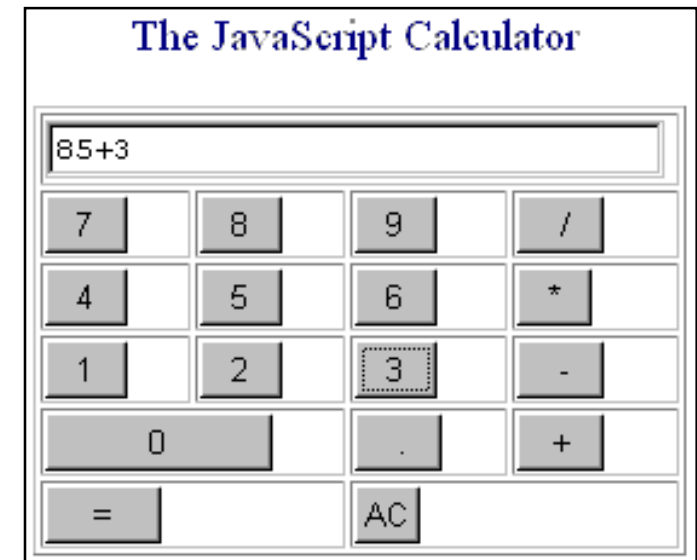 The JavaScript Calculator
85+3
7 8 9 /
4 5 6 *
1 2 3 -
0 . +
= AC